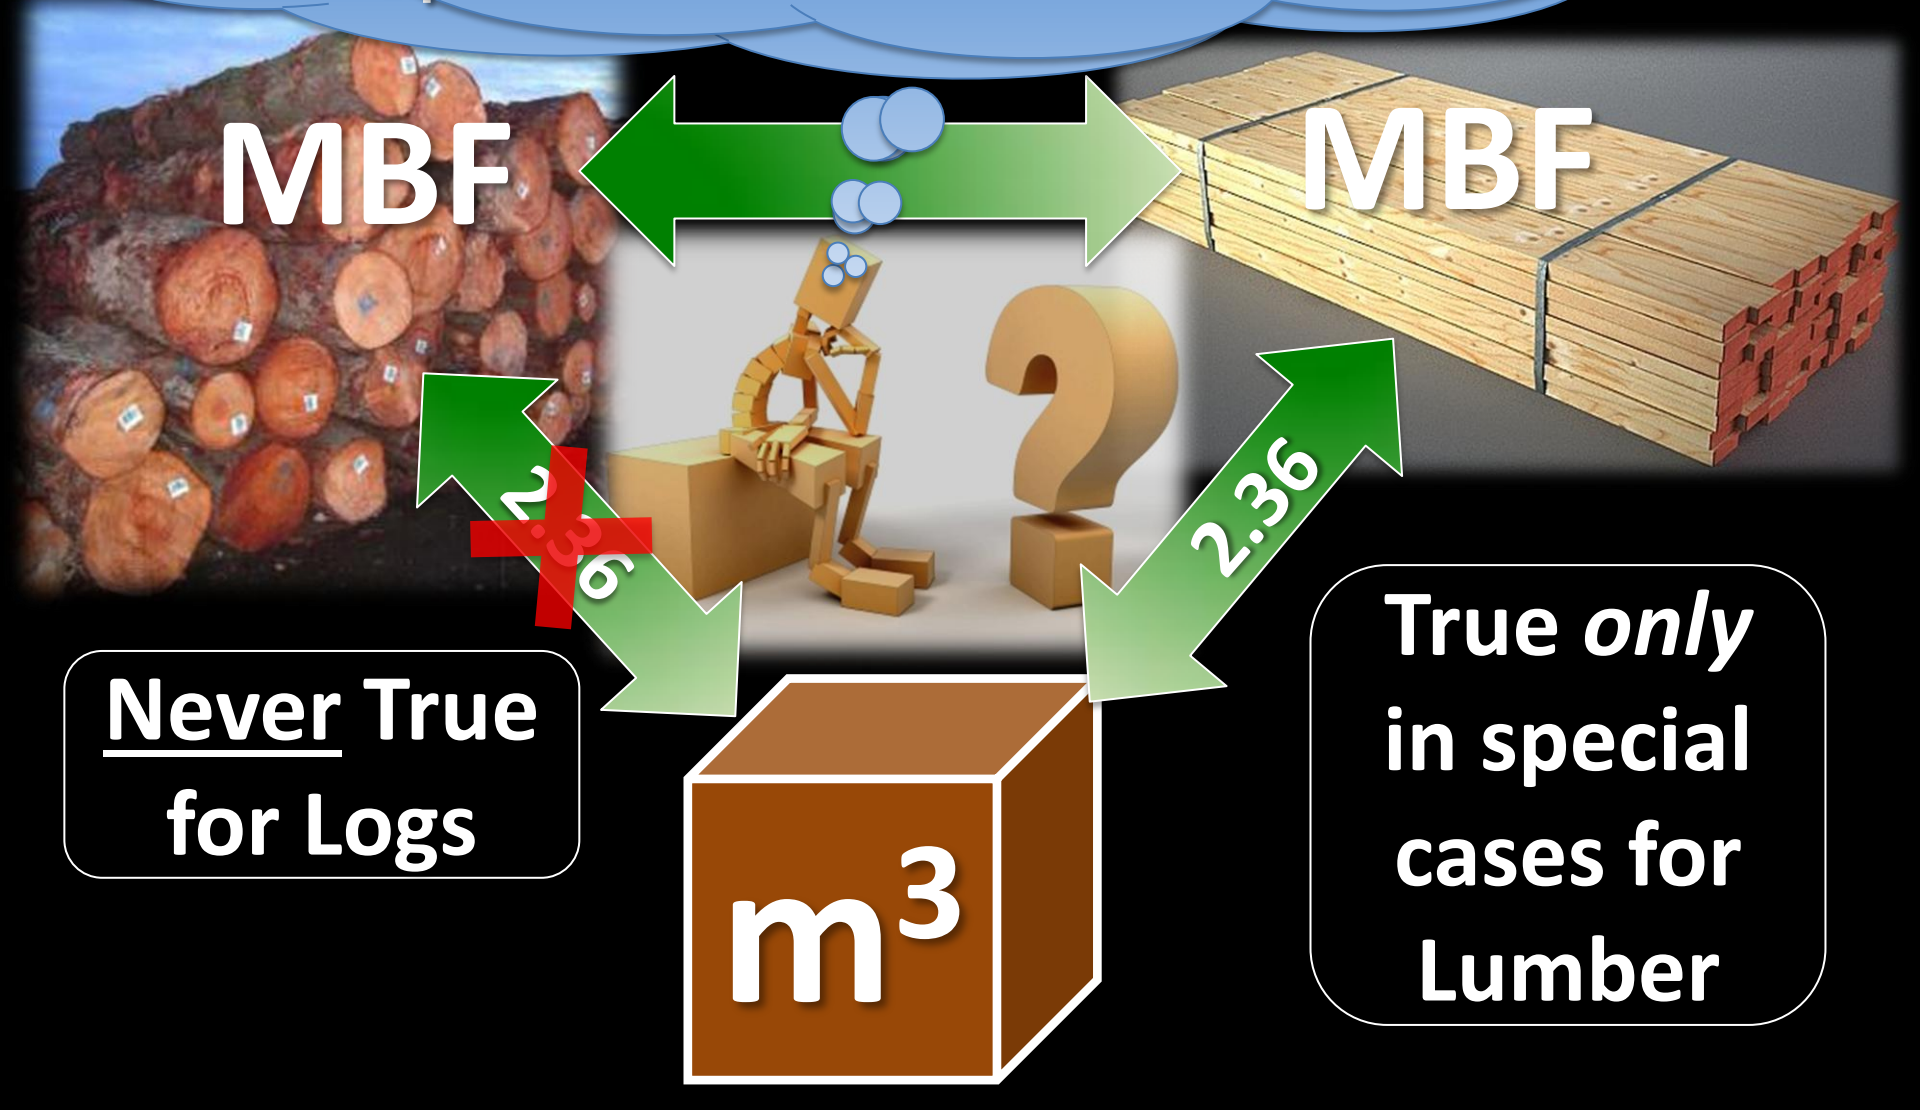 MBF
MBF
2.36
2.36
Never True
for Logs
True only
in special
cases for
Lumber
m³